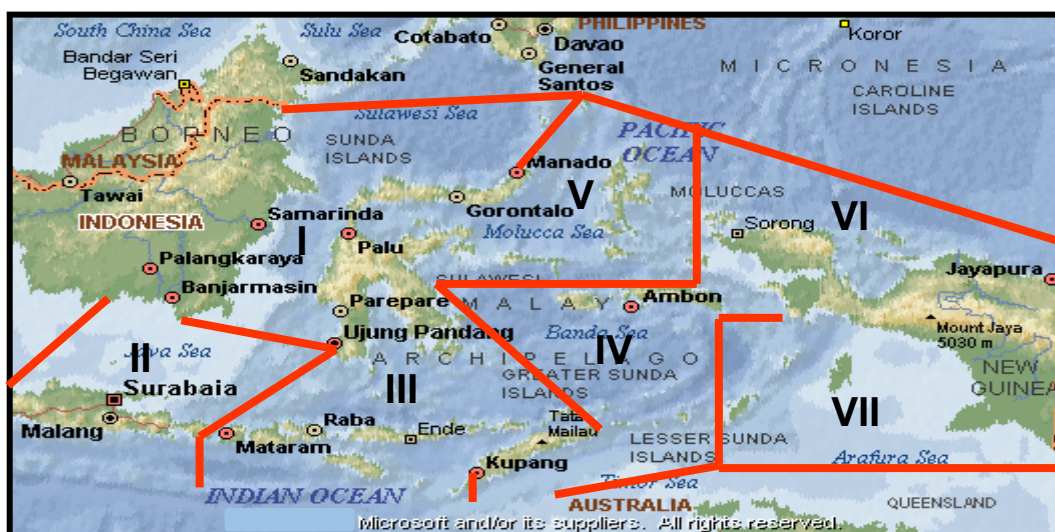 South China Sea
Sulu Sea
Cotabato
PHILIPPINES
Koror
Bandar Seri
Begawan
Davao
Sandakan
General
Santos
MICRONESIA
CAROLINE
ISLANDS
Sulawesi Sea
BORNEO
SUNDA
ISLANDS
PACIFIC
OCEAN
MALAYSIA
Manado
Tawai
V
MOLUCCAS
Gorontalo
INDONESIA
Samarinda
I
Molucca Sea
Sorong
VI
Palu
Palangkaraya
SULAWESI
Jayapura
Banjarmasin
Parepare
MALAY
Ambon
Ujung Pandang
Banda Sea
Mount Jaya
5030 m
Java Sea
II
ARCHIPELAGO
IV
NEW
GUINEA
Surabaia
III
GREATER SUNDA
ISLANDS
Malang
Raba
Ende
Tata
Mailau
VII
Mataram
LESSER SUNDA
ISLANDS
Kupang
Arafura Sea
Timor Sea
INDIAN OCEAN
AUSTRALIA
QUEENSLAND
Microsoft and/or its suppliers. All rights reserved.